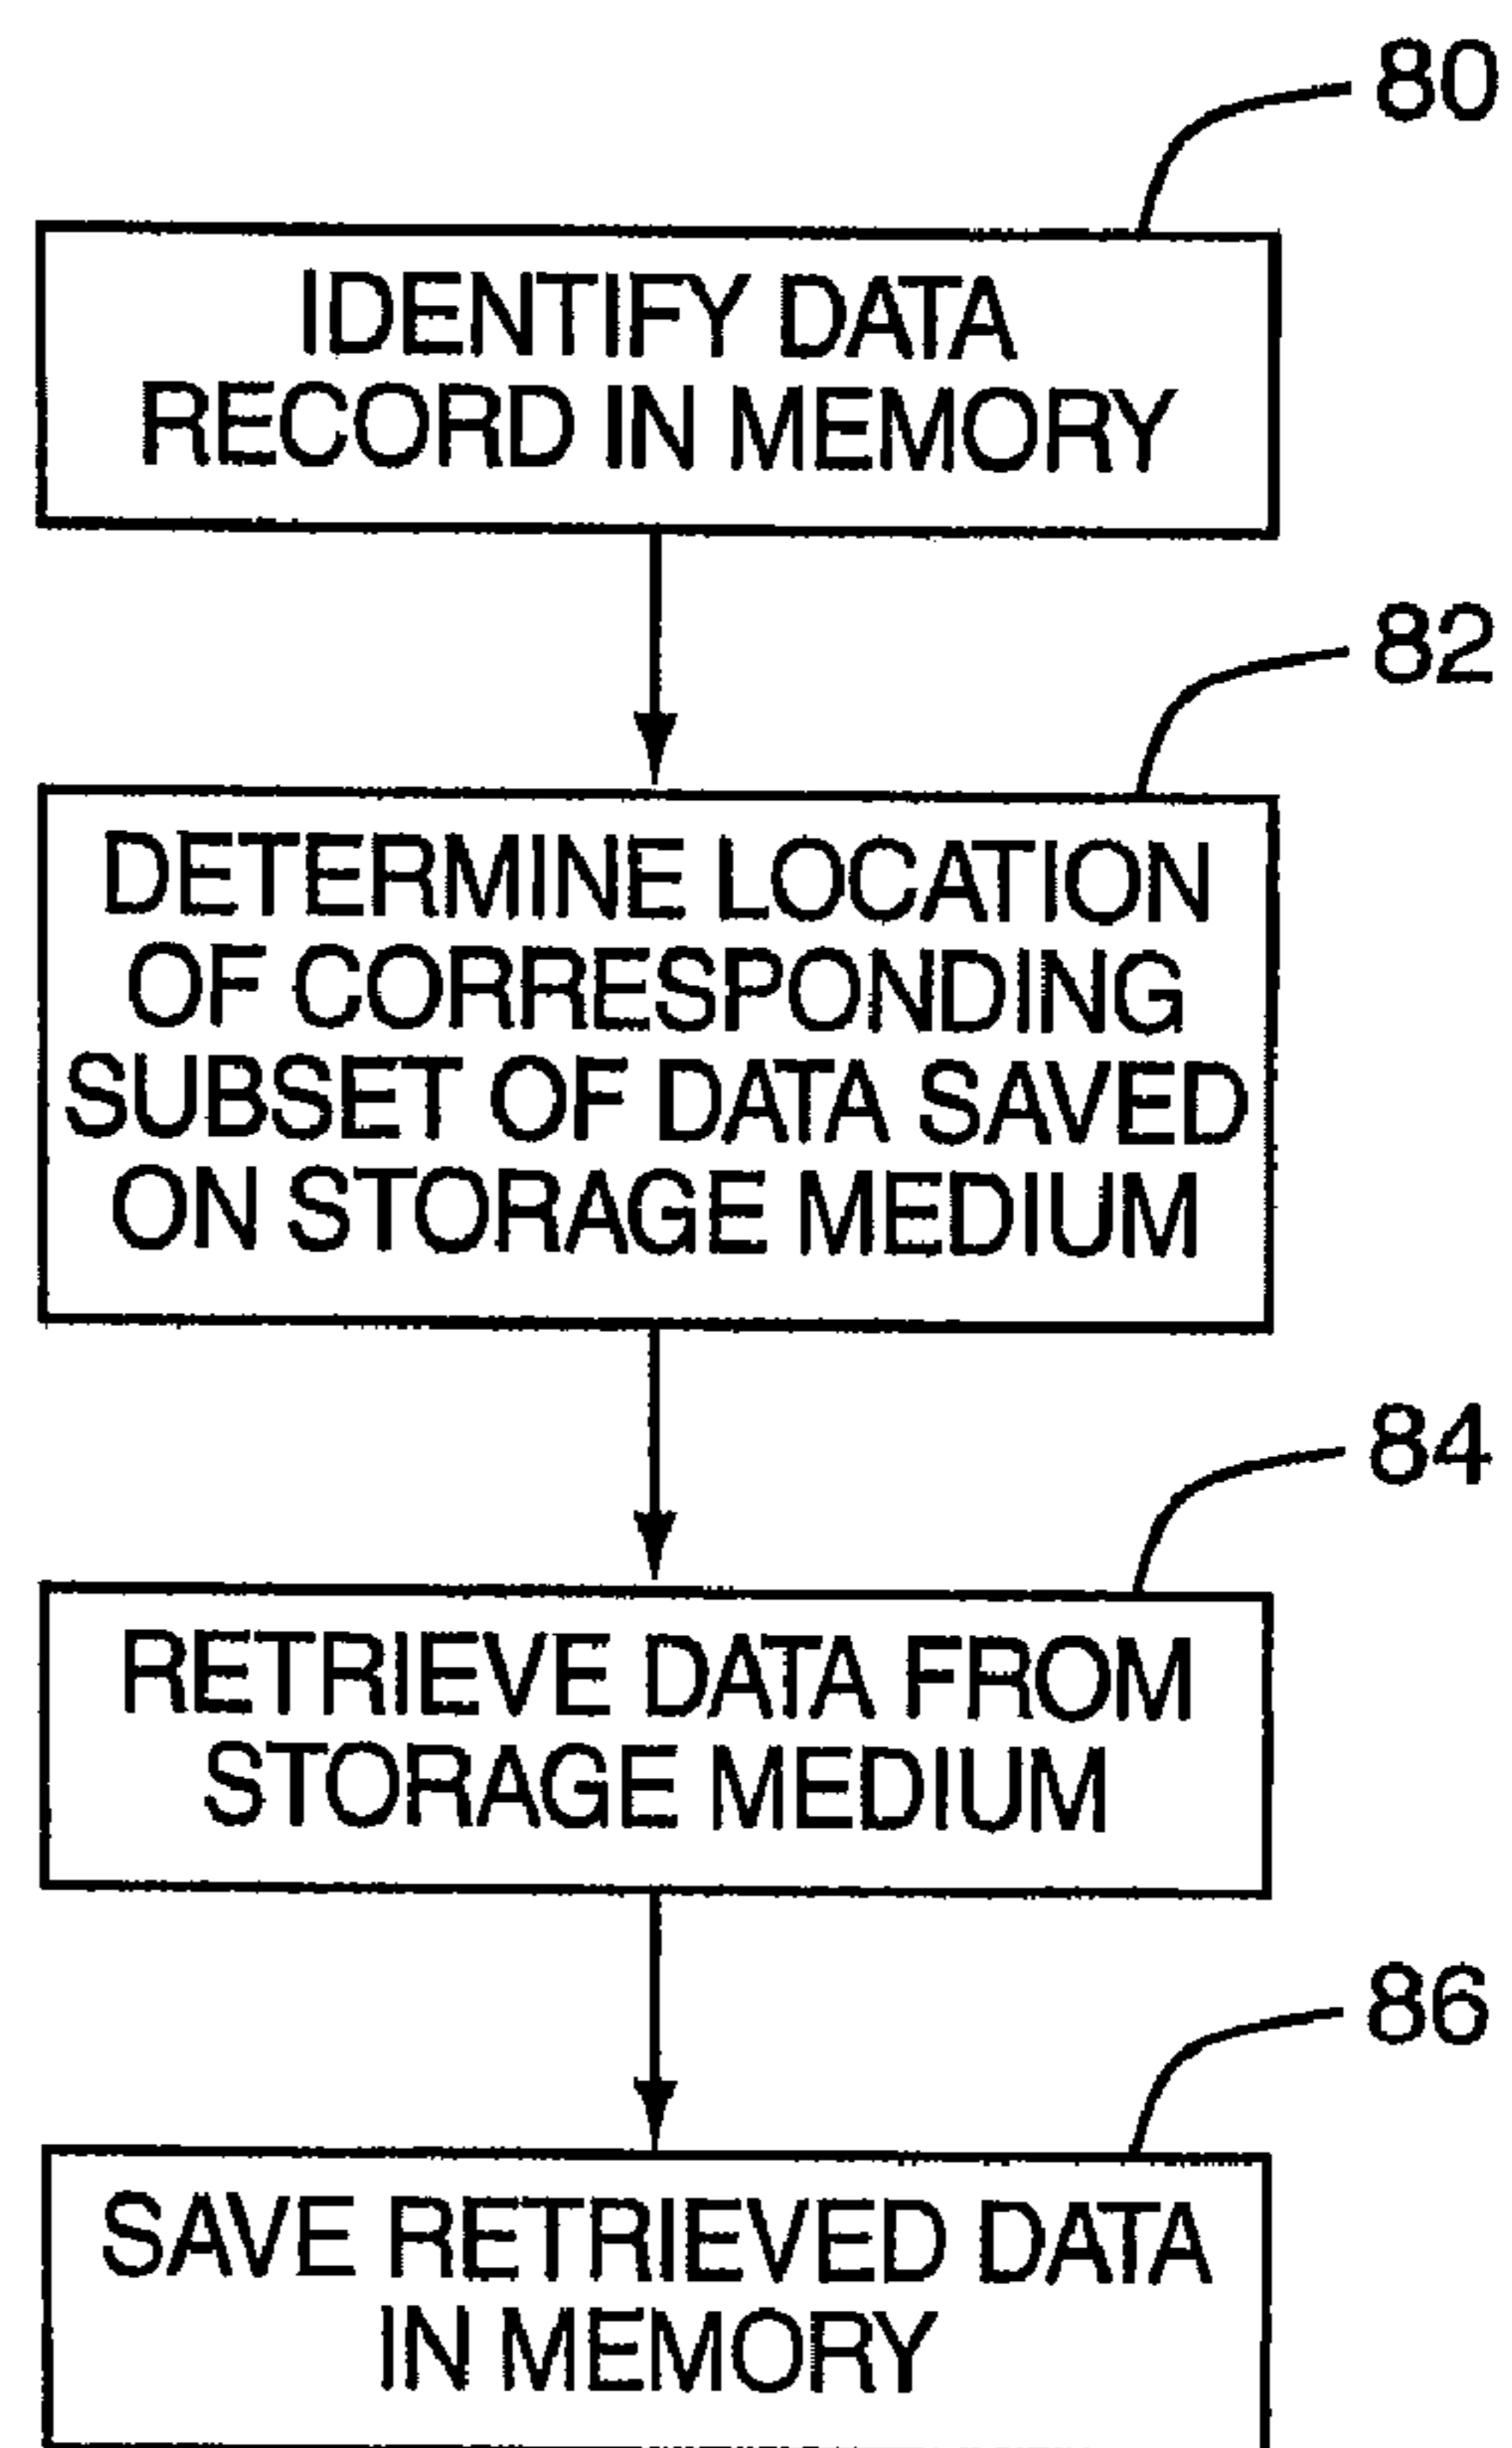 80
IDENTIFY DATA
RECORD IN MEMORY
82
DETERMINE LOCATION
OF CORRESPONDING
SUBSET OF DATA SAVED
ON STORAGE MEDIUM
84
RETRIEVE DATA FROM
STORAGE MEDIUM
86
SAVE RETRIEVED DATA
IN MEMORY